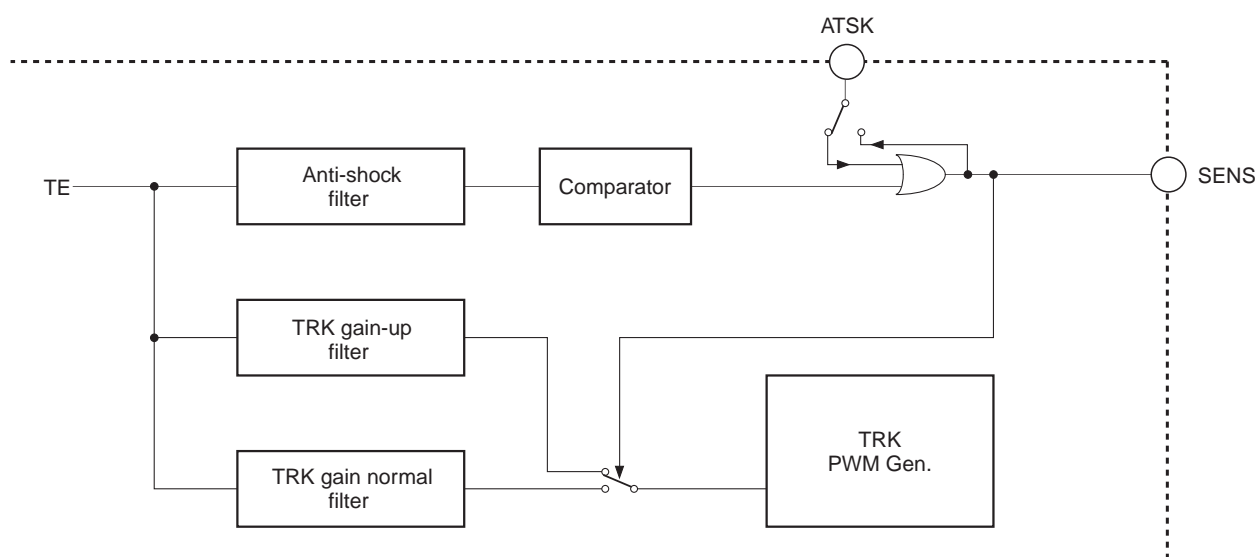 ATSK
TE
Anti-shock
filter
Comparator
SENS
TRK gain-up
filter
TRK gain normal
filter
TRK
PWM Gen.